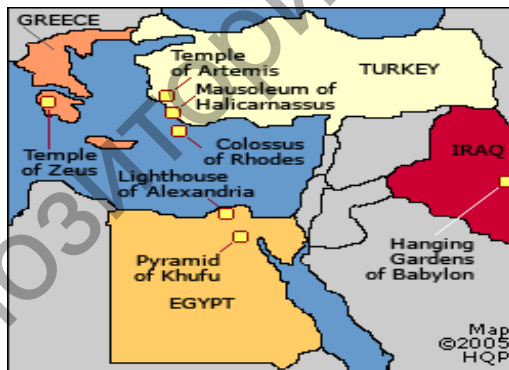 GREECE
Temple
of Artemis
Mausoleum of
Halicarnassus
TURKEY
Temple
of Zeus
Colossus
of Rhodes
IRAQ
Lighthouse
of Alexandria
Pyramid
of Khufu
Hanging
Gardens
of Babylon
EGYPT
Map
©2005
HQP